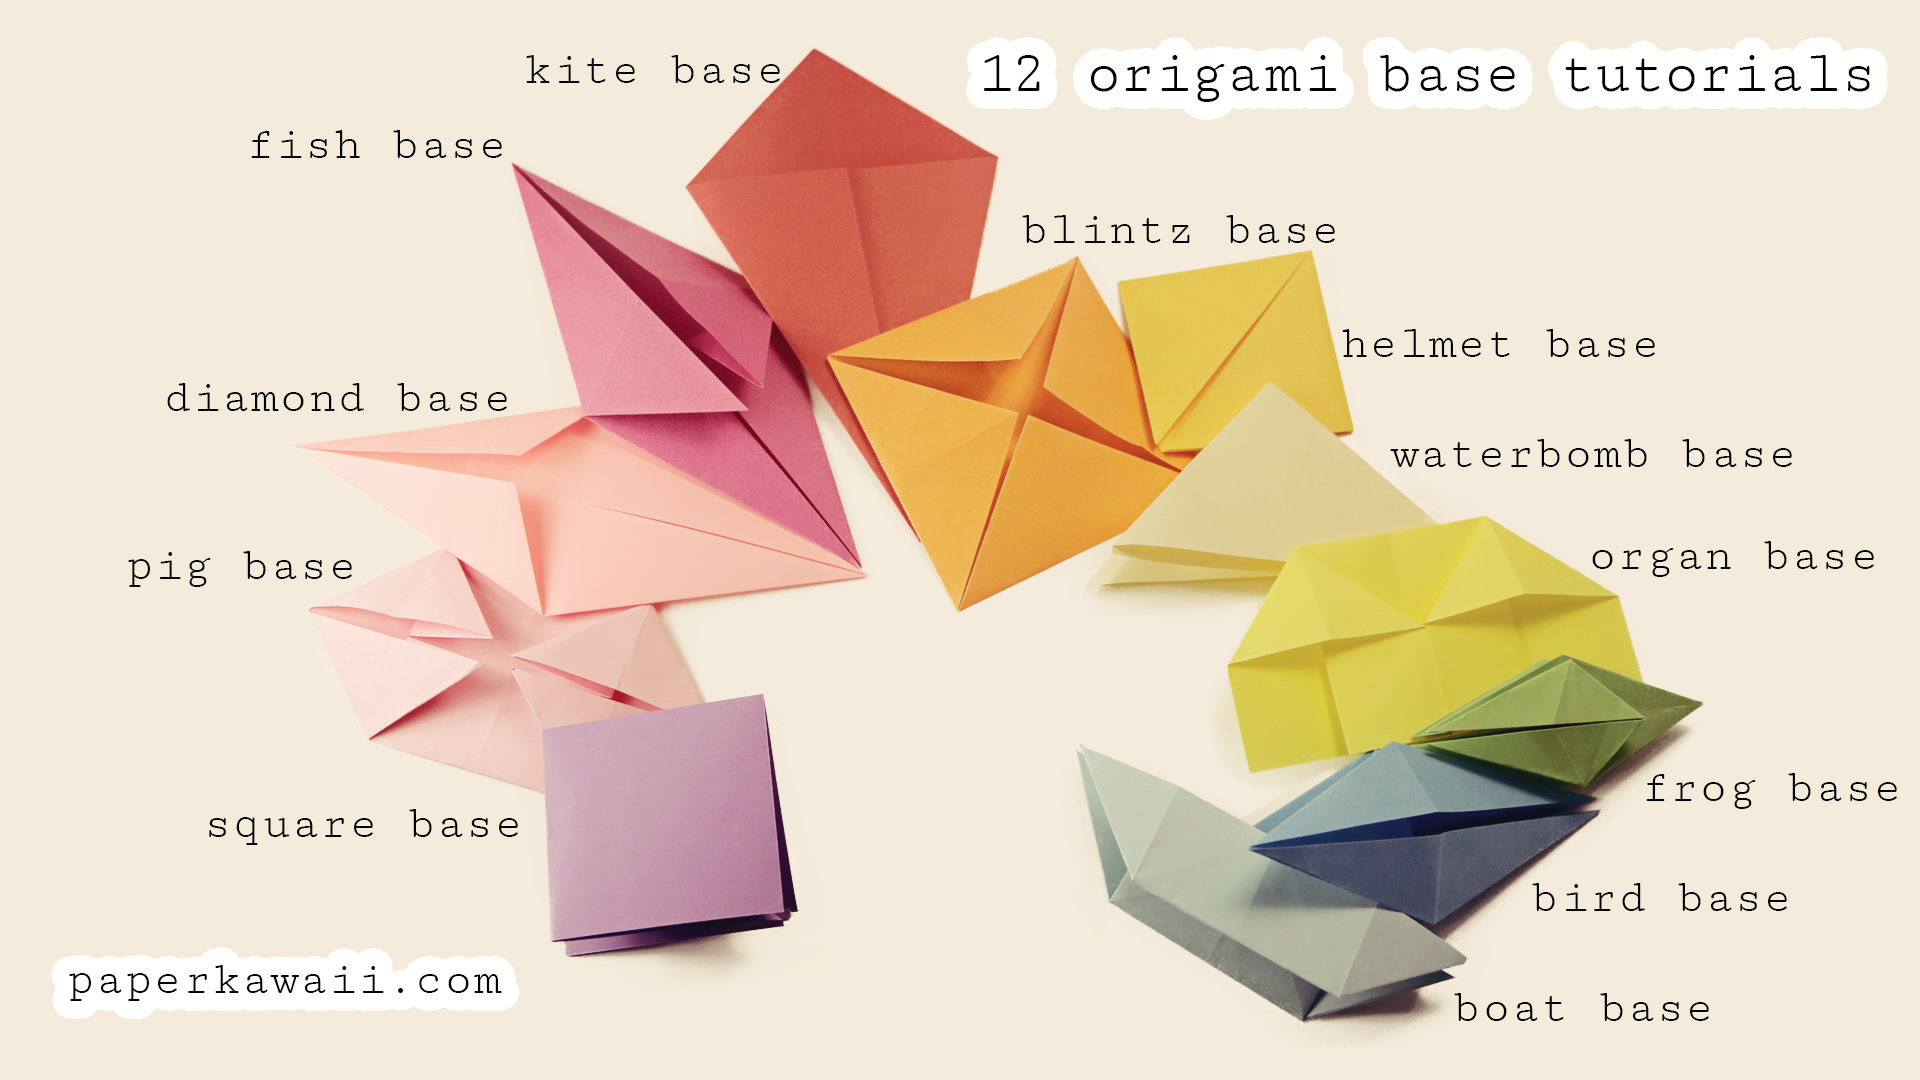 12 origami base tutorials
kite base
fish base
blintz base
helmet base
diamond base
waterbomb base
organ base
pig base
frog base
square base
bird base
boat base
paperkawaii.com